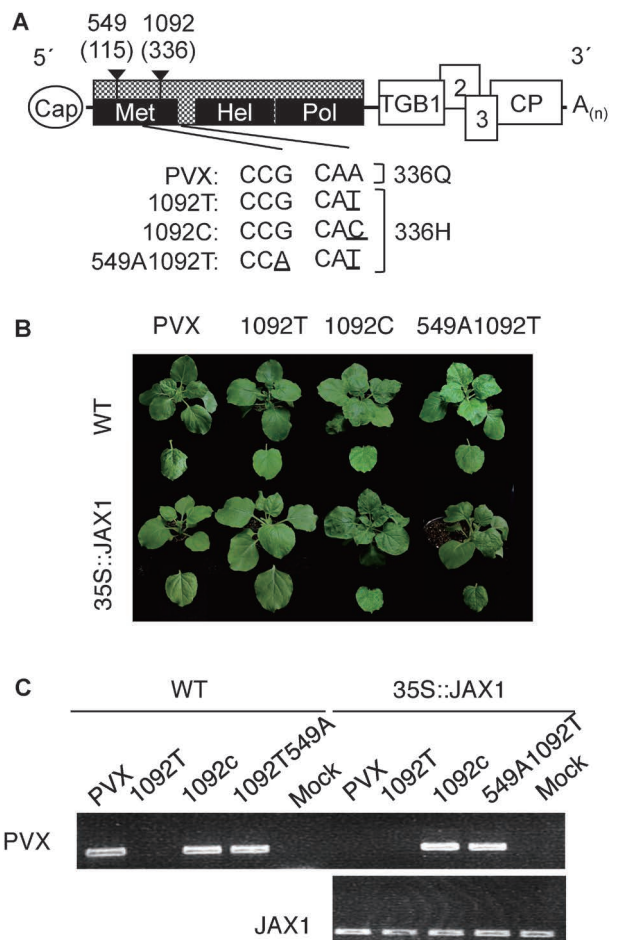 A
549 1092
(115) (336)
5´ 3´
Cap Met Hel Pol TGB1 2 3 CP A(n)
PVX: CCG CAA 336Q
1092T: CCG CAT
1092C: CCG CAC 336H
549A1092T: CCA CAT
B
PVX 1092T 1092C 549A1092T
WT
35S::JAX1
C
WT 35S::JAX1
PVX 1092T 1092c 1092T549A Mock PVX 1092T 1092c 549A1092T Mock
PVX
JAX1